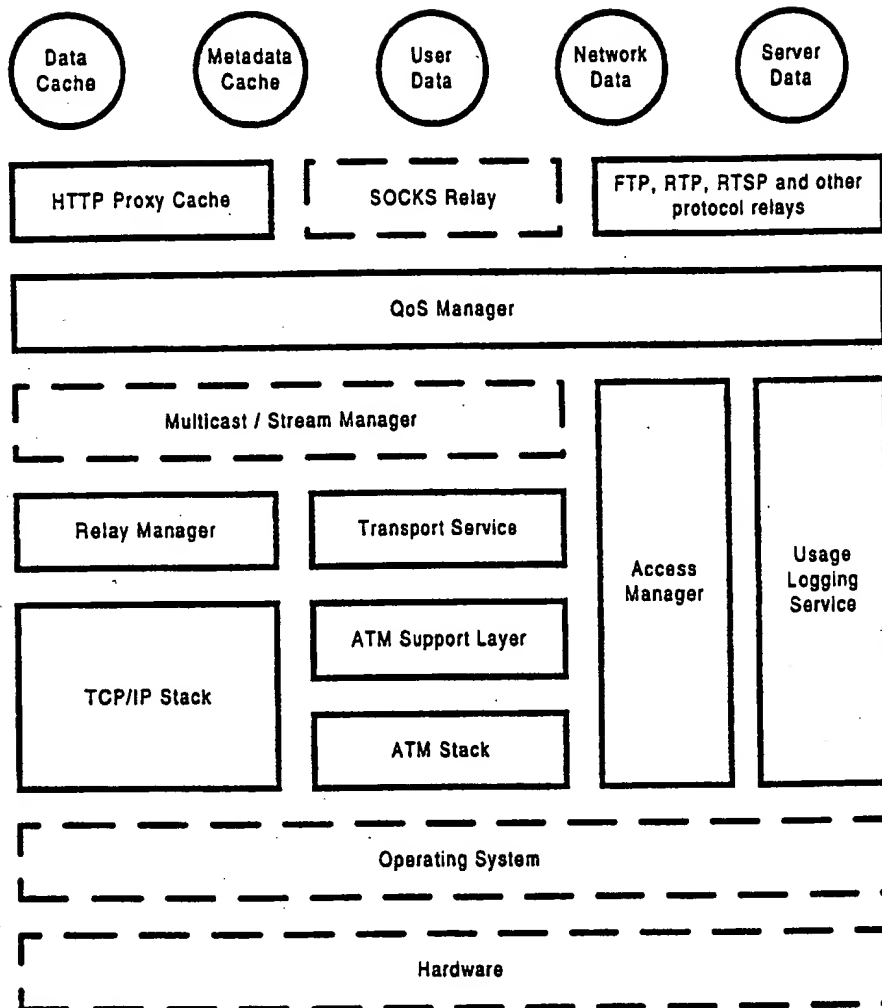 Data
Cache
Metadata
Cache
User
Data
Network
Data
Server
Data
HTTP Proxy Cache
SOCKS Relay
FTP, RTP, RTSP and other
protocol relays
QoS Manager
Multicast / Stream Manager
Relay Manager
Transport Service
Access
Manager
Usage
Logging
Service
TCP/IP Stack
ATM Support Layer
ATM Stack
Operating System
Hardware